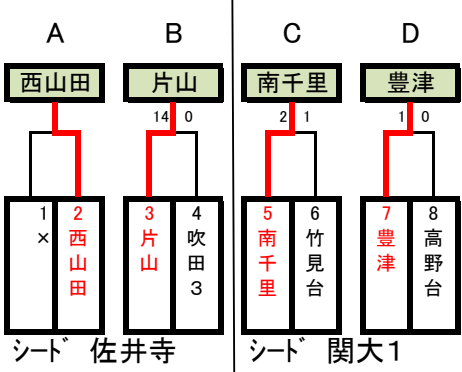 A B C D
西山田 片山 南千里 豊津
14 0 2 1 1 0
1 2 3 4 5 6 7 8
×
西山田
片山
吹田3
南千里
竹見台
豊津
高野台
シード 佐井寺 シード 関大1